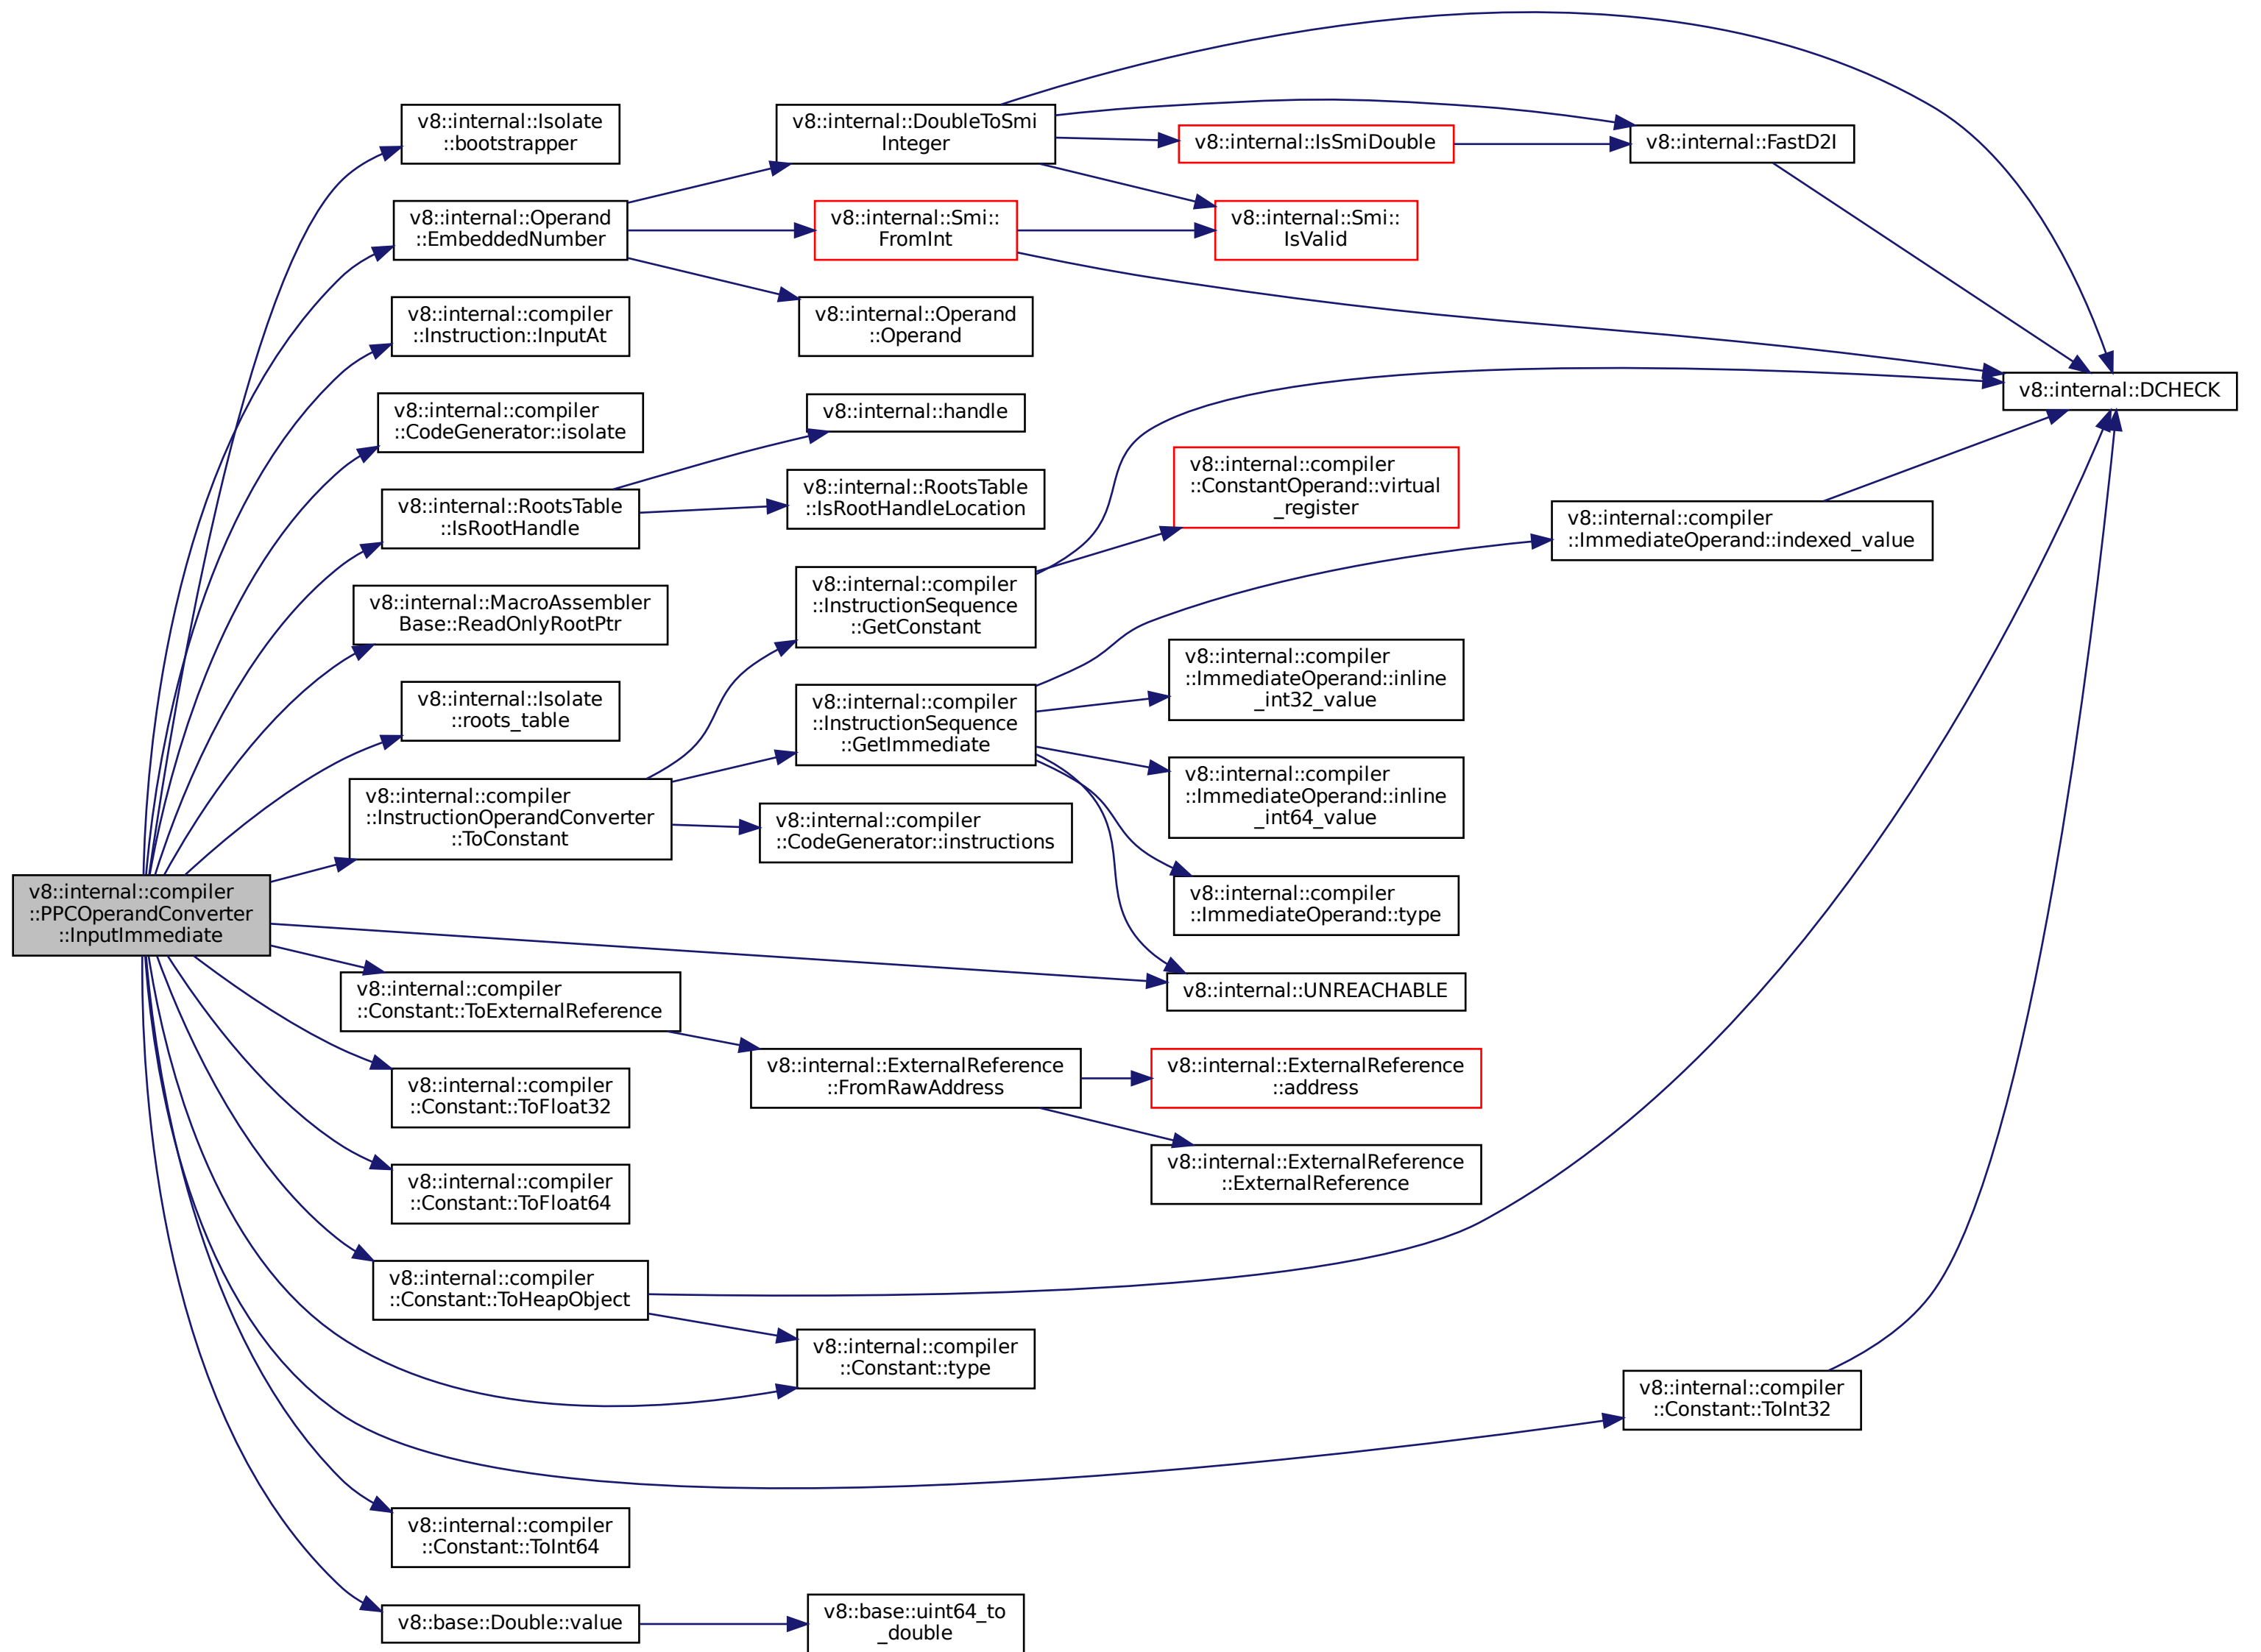 v8::internal::compiler
::PPCOperandConverter
::InputImmediate
v8::internal::Isolate
::bootstrapper
v8::internal::Operand
::EmbeddedNumber
v8::internal::compiler
::Instruction::InputAt
v8::internal::compiler
::CodeGenerator::isolate
v8::internal::RootsTable
::IsRootHandle
v8::internal::MacroAssembler
Base::ReadOnlyRootPtr
v8::internal::Isolate
::roots_table
v8::internal::compiler
::InstructionOperandConverter
::ToConstant
v8::internal::compiler
::Constant::ToExternalReference
v8::internal::compiler
::Constant::ToFloat32
v8::internal::compiler
::Constant::ToFloat64
v8::internal::compiler
::Constant::ToHeapObject
v8::internal::compiler
::Constant::ToInt64
v8::base::Double::value
v8::internal::DoubleToSmi
Integer
v8::internal::Smi::
FromInt
v8::internal::Operand
::Operand
v8::internal::handle
v8::internal::RootsTable
::IsRootHandleLocation
v8::internal::compiler
::InstructionSequence
::GetConstant
v8::internal::compiler
::InstructionSequence
::GetImmediate
v8::internal::compiler
::CodeGenerator::instructions
v8::internal::ExternalReference
::FromRawAddress
v8::internal::compiler
::Constant::type
v8::base::uint64_to
_double
v8::internal::IsSmiDouble
v8::internal::Smi::
IsValid
v8::internal::compiler
::ConstantOperand::virtual
_register
v8::internal::compiler
::ImmediateOperand::inline
_int32_value
v8::internal::compiler
::ImmediateOperand::inline
_int64_value
v8::internal::compiler
::ImmediateOperand::type
v8::internal::UNREACHABLE
v8::internal::ExternalReference
::address
v8::internal::ExternalReference
::ExternalReference
v8::internal::FastD2I
v8::internal::compiler
::ImmediateOperand::indexed_value
v8::internal::compiler
::Constant::ToInt32
v8::internal::DCHECK